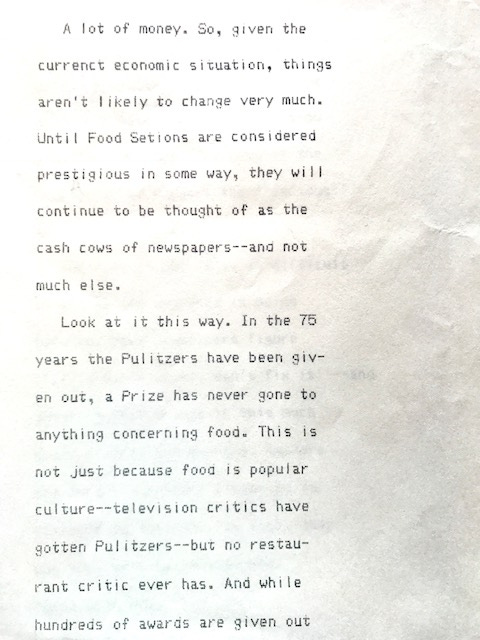 A lot of money. So, given the
currenct economic situation, things
aren't likely to change very much.
Until Food Setions are considered
prestigious in some way, they will
continue to be thought of as the
cash cows of newspapers--and not
much else.
Look at it this way. In the 75
years the Pulitzers have been giv-
en out, a Prize has never gone to
anything concerning food. This is
not just because food is popular
culture--television critics have
gotten Pulitzers--but no restau-
rant critic ever has. And while
hundreds of awards are given out